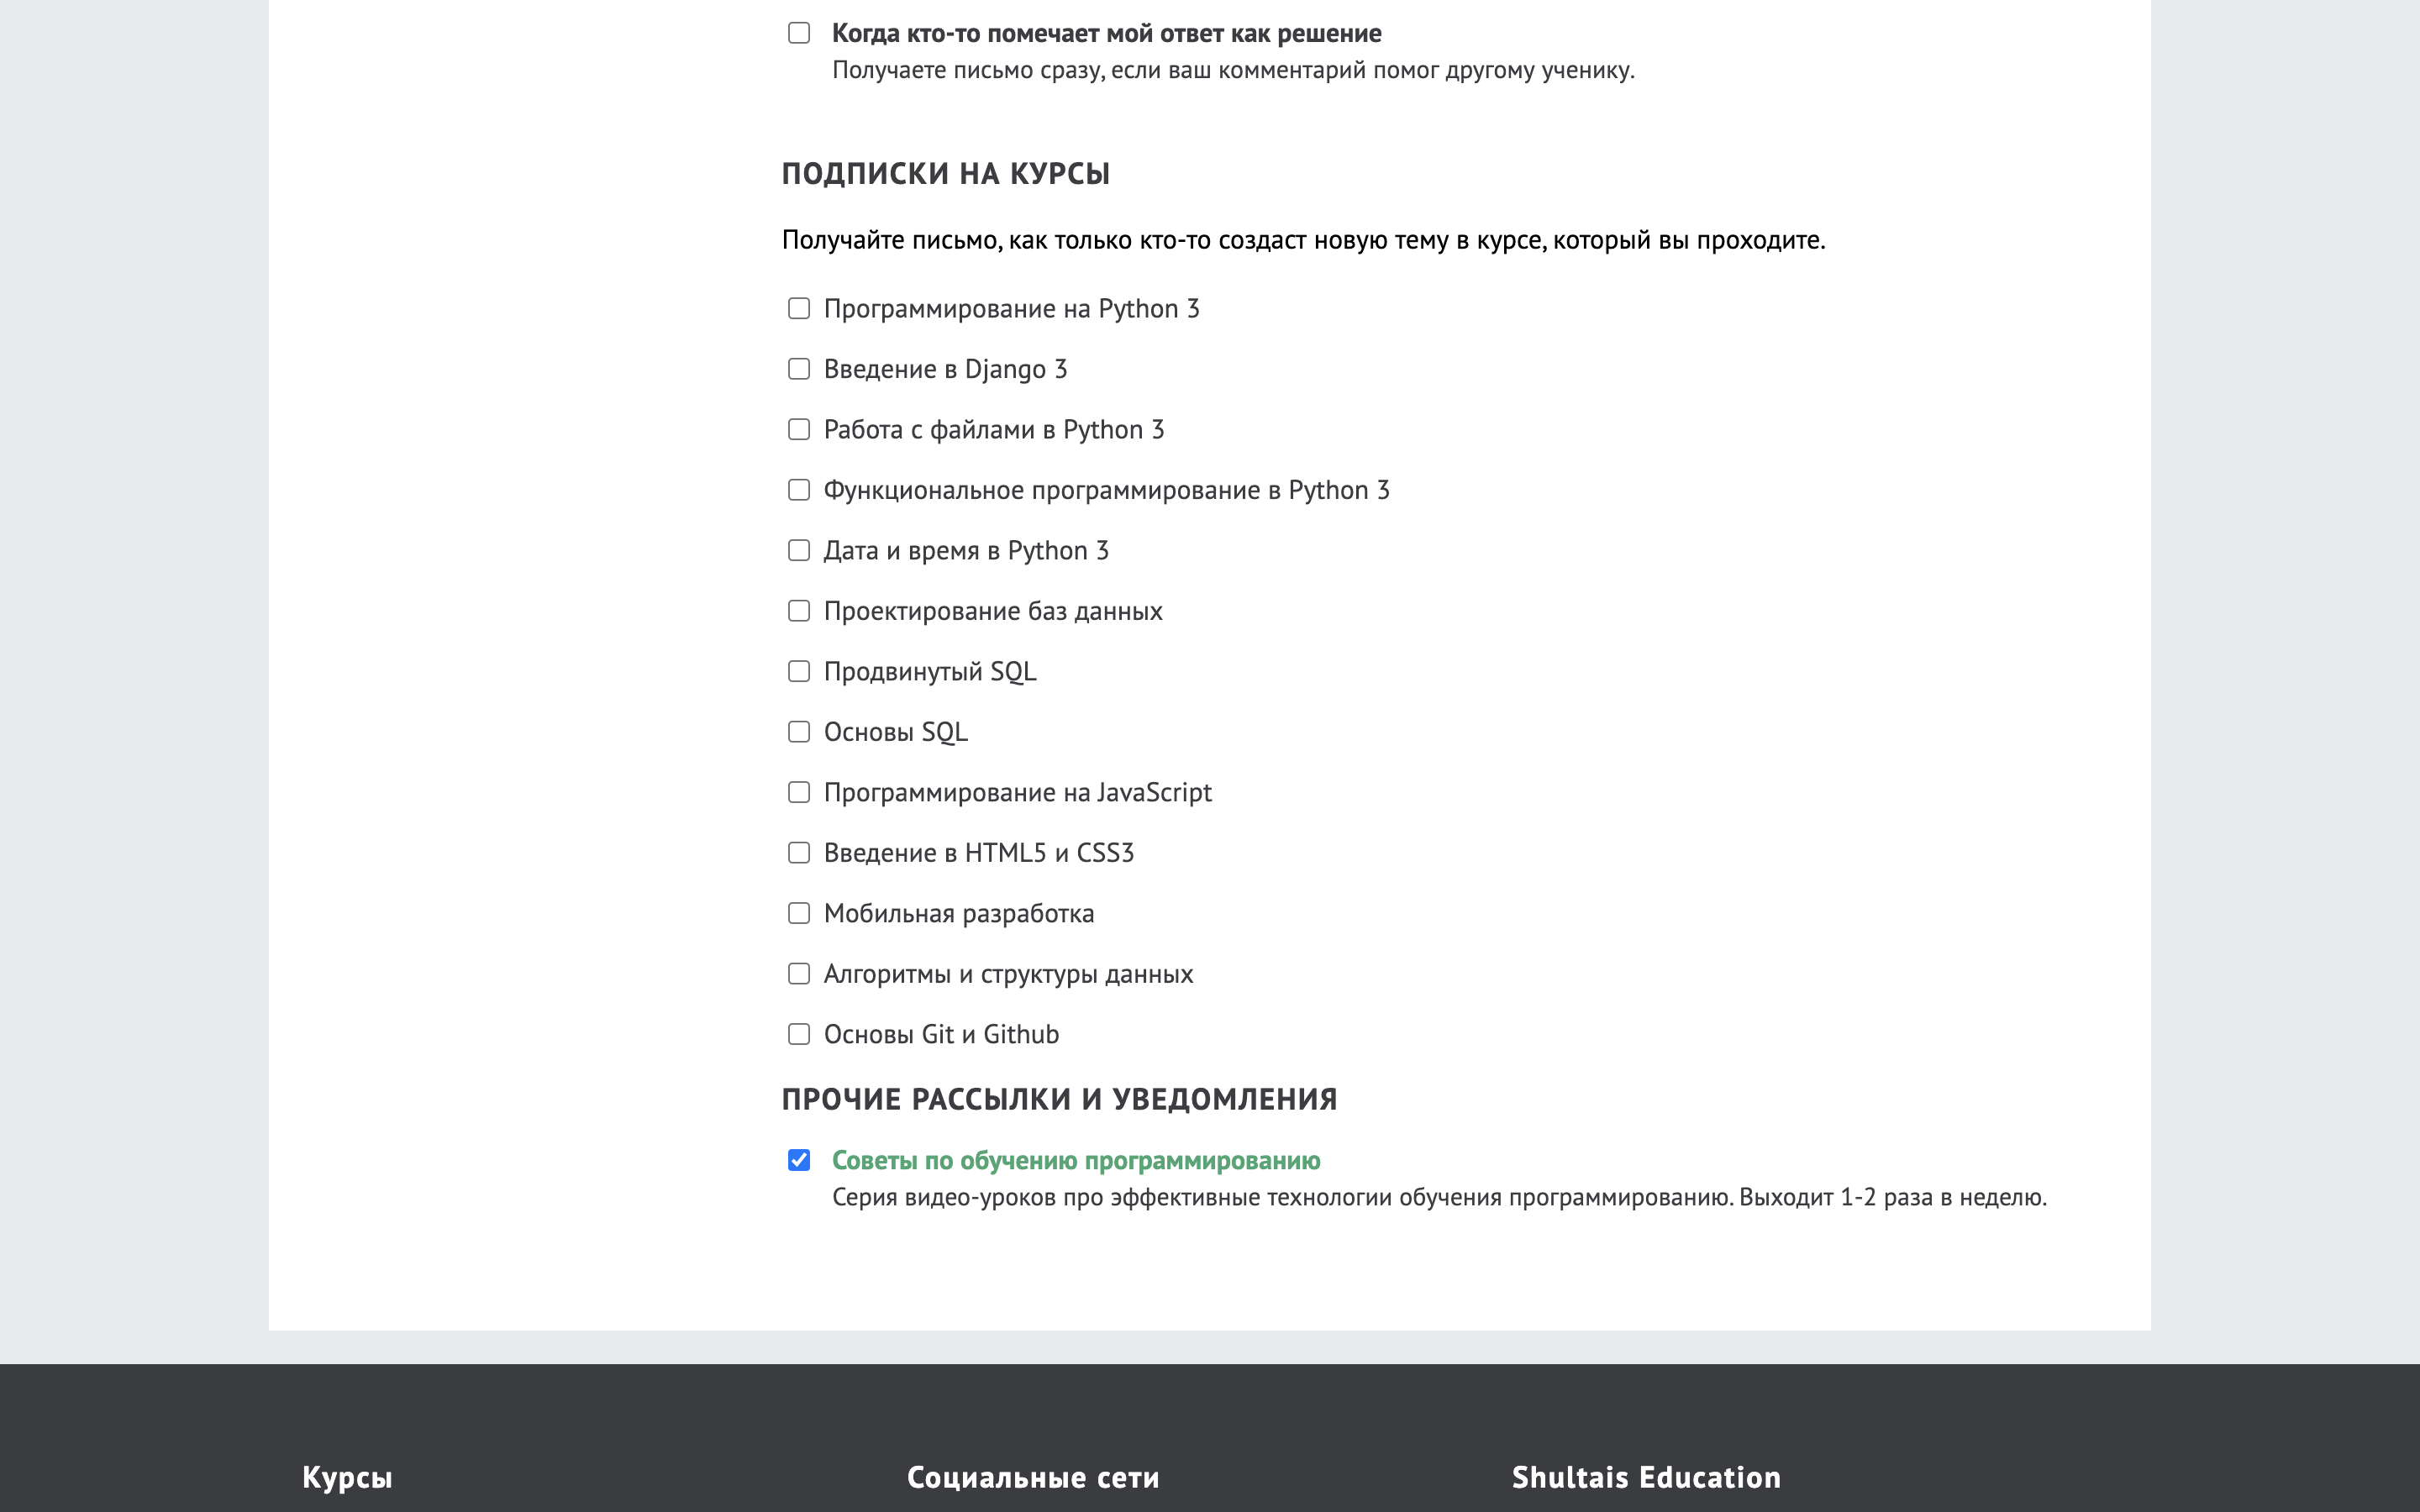 Когда кто-то помечает мой ответ как решение
Получаете письмо сразу, если ваш комментарий помог другому ученику.
ПОДПИСКИ НА КУРСЫ
Получайте письмо, как только кто-то создаст новую тему в курсе, который вы проходите.
Программирование на Python 3
Введение в Django 3
Работа с файлами в Python 3
Функциональное программирование в Python 3
Дата и время в Python 3
Проектирование баз данных
Продвинутый SQL
Основы SQL
Программирование на JavaScript
Введение в HTML5 и CSS3
Мобильная разработка
Алгоритмы и структуры данных
Основы Git и Github
ПРОЧИЕ РАССЫЛКИ И УВЕДОМЛЕНИЯ
Советы по обучению программированию
Серия видео-уроков про эффективные технологии обучения программированию. Выходит 1-2 раза в неделю.
Курсы
Социальные сети
Shultais Education